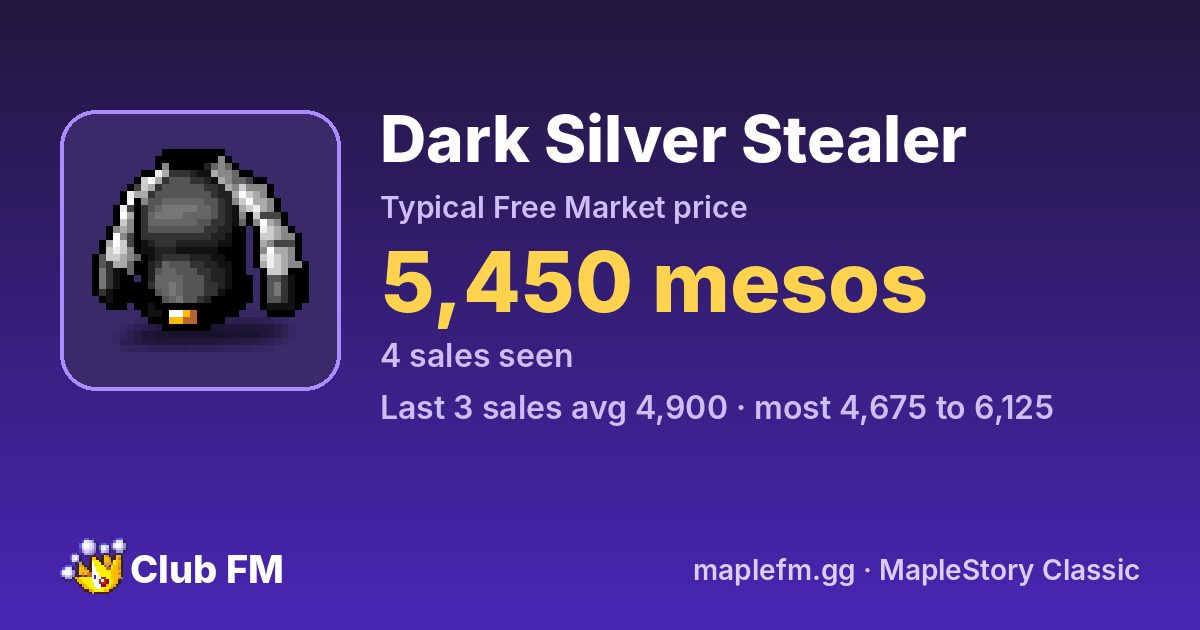 Dark Silver Stealer
Typical Free Market price
5,450 mesos
4 sales seen
Last 3 sales avg 4,900 · most 4,675 to 6,125
Club FM
maplefm.gg · MapleStory Classic